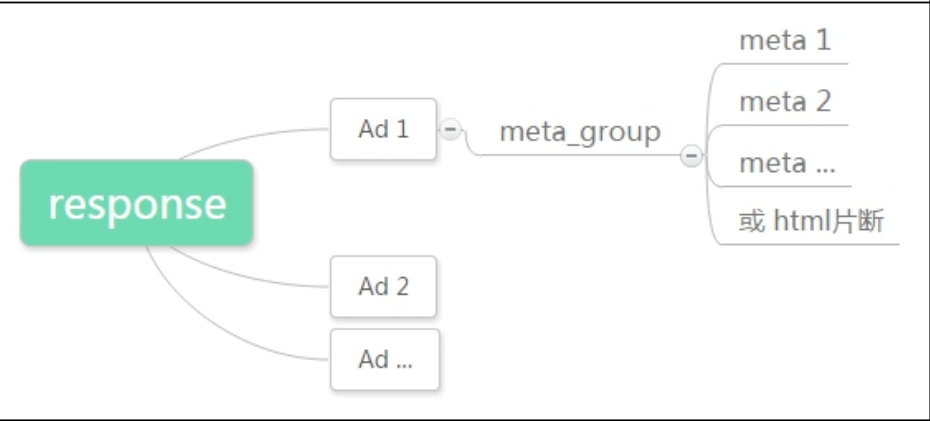 response
Ad 1
meta_group
meta 1
meta 2
meta ...
或 html片断
Ad 2
Ad ...